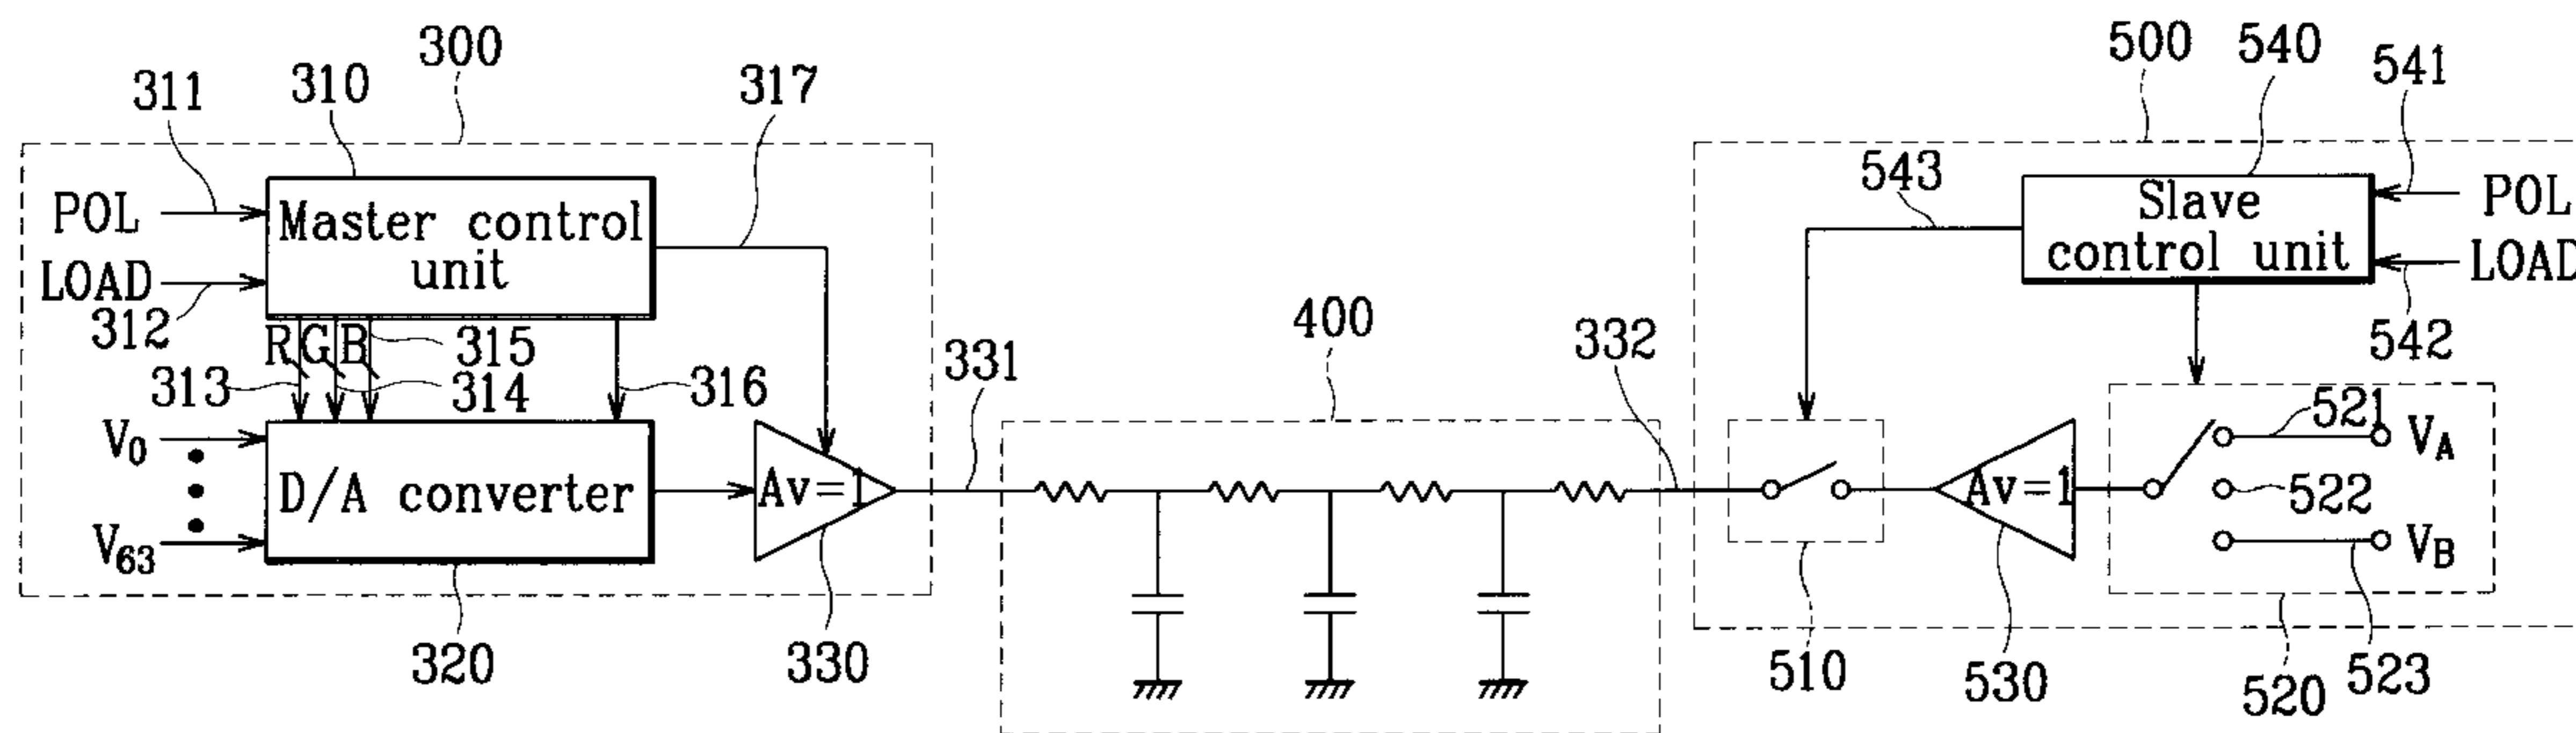 300
310
311
317
POL
Master control
unit
LOAD
312
R G B
315
313
314
316
V0
D/A converter
V63
Av=1
320
330
331
400
332
500
540
541
543
Slave
control unit
POL
LOAD
542
521
VA
522
Av=1
VB
510
530
520
523